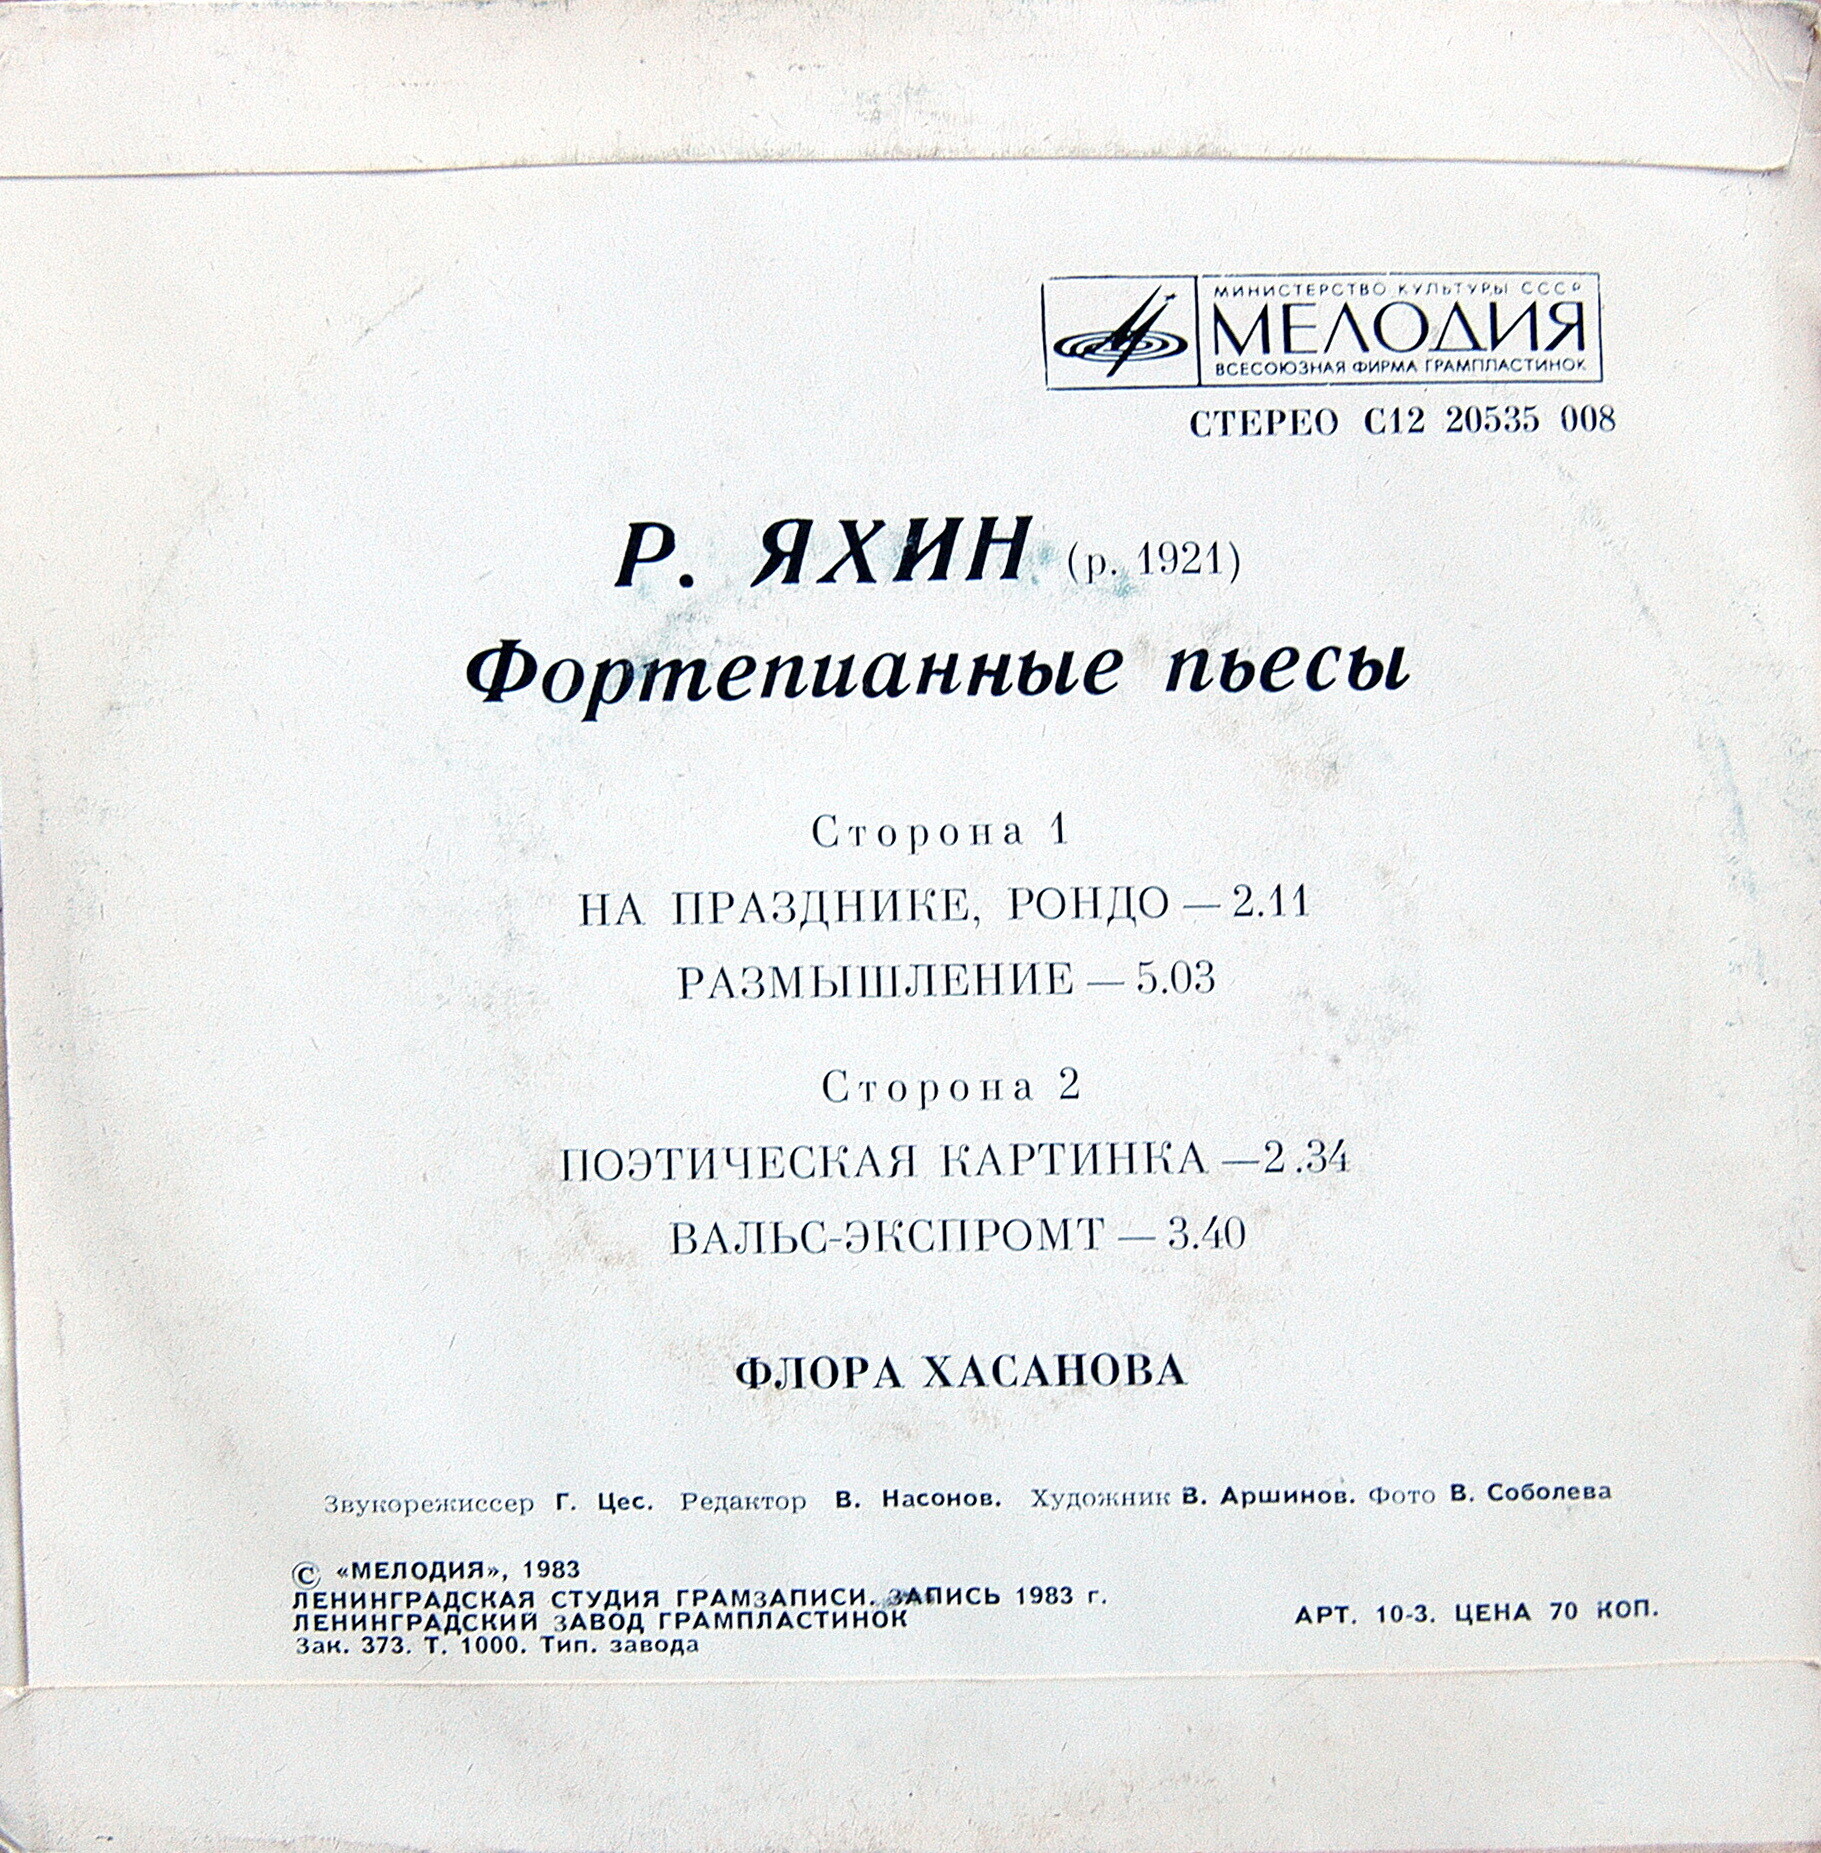 МИНИСТЕРСТВО КУЛЬТУРЫ СССР
МЕЛОДИЯ
ВСЕСОЮЗНАЯ ФИРМА ГРАМПЛАСТИНОК
СТЕРЕО С12 20535 008
Р. ЯХИН (р. 1921)
Фортепианные пьесы
Сторона 1
НА ПРАЗДНИКЕ, РОНДО — 2.11
РАЗМЫШЛЕНИЕ — 5.03
Сторона 2
ПОЭТИЧЕСКАЯ КАРТИНКА —2.34
ВАЛЬС-ЭКСПРОМТ — 3.40
ФЛОРА ХАСАНОВА
Звукорежиссер Г. Цес. Редактор В. Насонов. Художник В. Аршинов. Фото В. Соболева
© «МЕЛОДИЯ», 1983
ЛЕНИНГРАДСКАЯ СТУДИЯ ГРАМЗАПИСИ. ЗАПИСЬ 1983 г.
ЛЕНИНГРАДСКИЙ ЗАВОД ГРАМПЛАСТИНОК
Зак. 373. Т. 1000. Тип. завода
АРТ. 10-3. ЦЕНА 70 КОП.